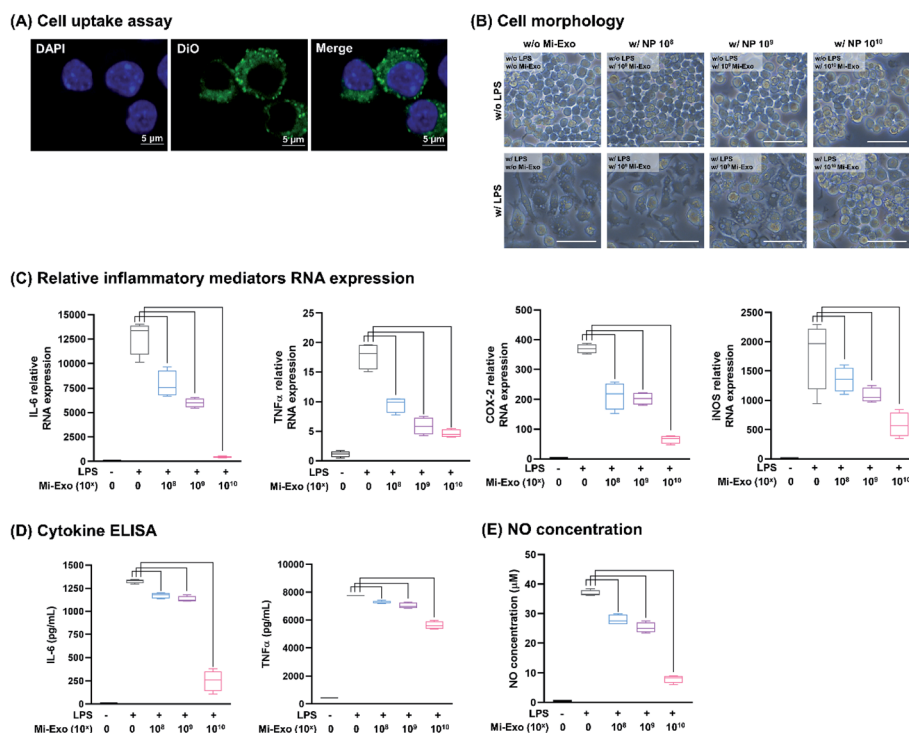 (A) Cell uptake assay
DAPI
DiO
Merge
5 μm
5 μm
5 μm
(B) Cell morphology
w/o Mi-Exo
w/ NP 10⁸
w/ NP 10⁹
w/ NP 10¹⁰
w/o LPS
w/o LPS
w/o Mi-Exo
w/o LPS
w/ 10⁸ Mi-Exo
w/o LPS
w/ 10⁹ Mi-Exo
w/o LPS
w/ 10¹⁰ Mi-Exo
w/ LPS
w/ LPS
w/o Mi-Exo
w/ LPS
w/ 10⁸ Mi-Exo
w/ LPS
w/ 10⁹ Mi-Exo
w/ LPS
w/ 10¹⁰ Mi-Exo
(C) Relative inflammatory mediators RNA expression
IL-6 relative
RNA expression
15000
12500
10000
7500
5000
2500
0
LPS - + + + +
Mi-Exo (10ˣ) 0 0 10⁸ 10⁹ 10¹⁰
TNFα relative
RNA expression
25
20
15
10
5
0
- + + + +
0 0 10⁸ 10⁹ 10¹⁰
COX-2 relative
RNA expression
400
300
200
100
0
LPS - + + + +
Mi-Exo (10ˣ) 0 0 10⁸ 10⁹ 10¹⁰
iNOS relative
RNA expression
2500
2000
1500
1000
500
0
- + + + +
0 0 10⁸ 10⁹ 10¹⁰
(D) Cytokine ELISA
IL-6
(pg/mL)
1500
1250
1000
750
500
250
0
LPS - + + + +
Mi-Exo (10ˣ) 0 0 10⁸ 10⁹ 10¹⁰
TNFα (pg/mL)
10000
8000
6000
4000
2000
0
LPS - + + + +
Mi-Exo (10ˣ) 0 0 10⁸ 10⁹ 10¹⁰
(E) NO concentration
NO concentration (μM)
50
40
30
20
10
0
LPS - + + + +
Mi-Exo (10ˣ) 0 0 10⁸ 10⁹ 10¹⁰